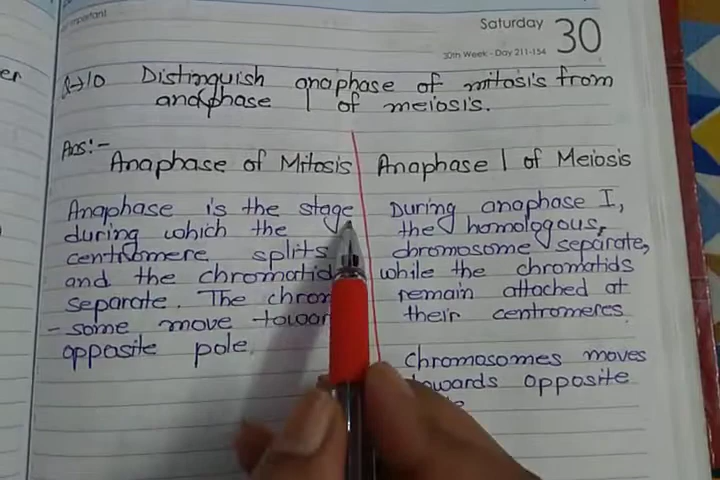 important
Saturday 30
30th Week - Day 211-154
er
Q→10 Distinguish anaphase of mitosis from
anaphase I of meiosis.
Ans:-
Anaphase of Mitosis
Anaphase is the stage
during which the
centromere splits
and the chromatid
separate. The chrom
- some move towar
opposite pole.
Anaphase I of Meiosis
During anaphase I,
the homologous,
chromosome separate,
while the chromatids
remain attached at
their centromeres.
chromosomes moves
towards opposite